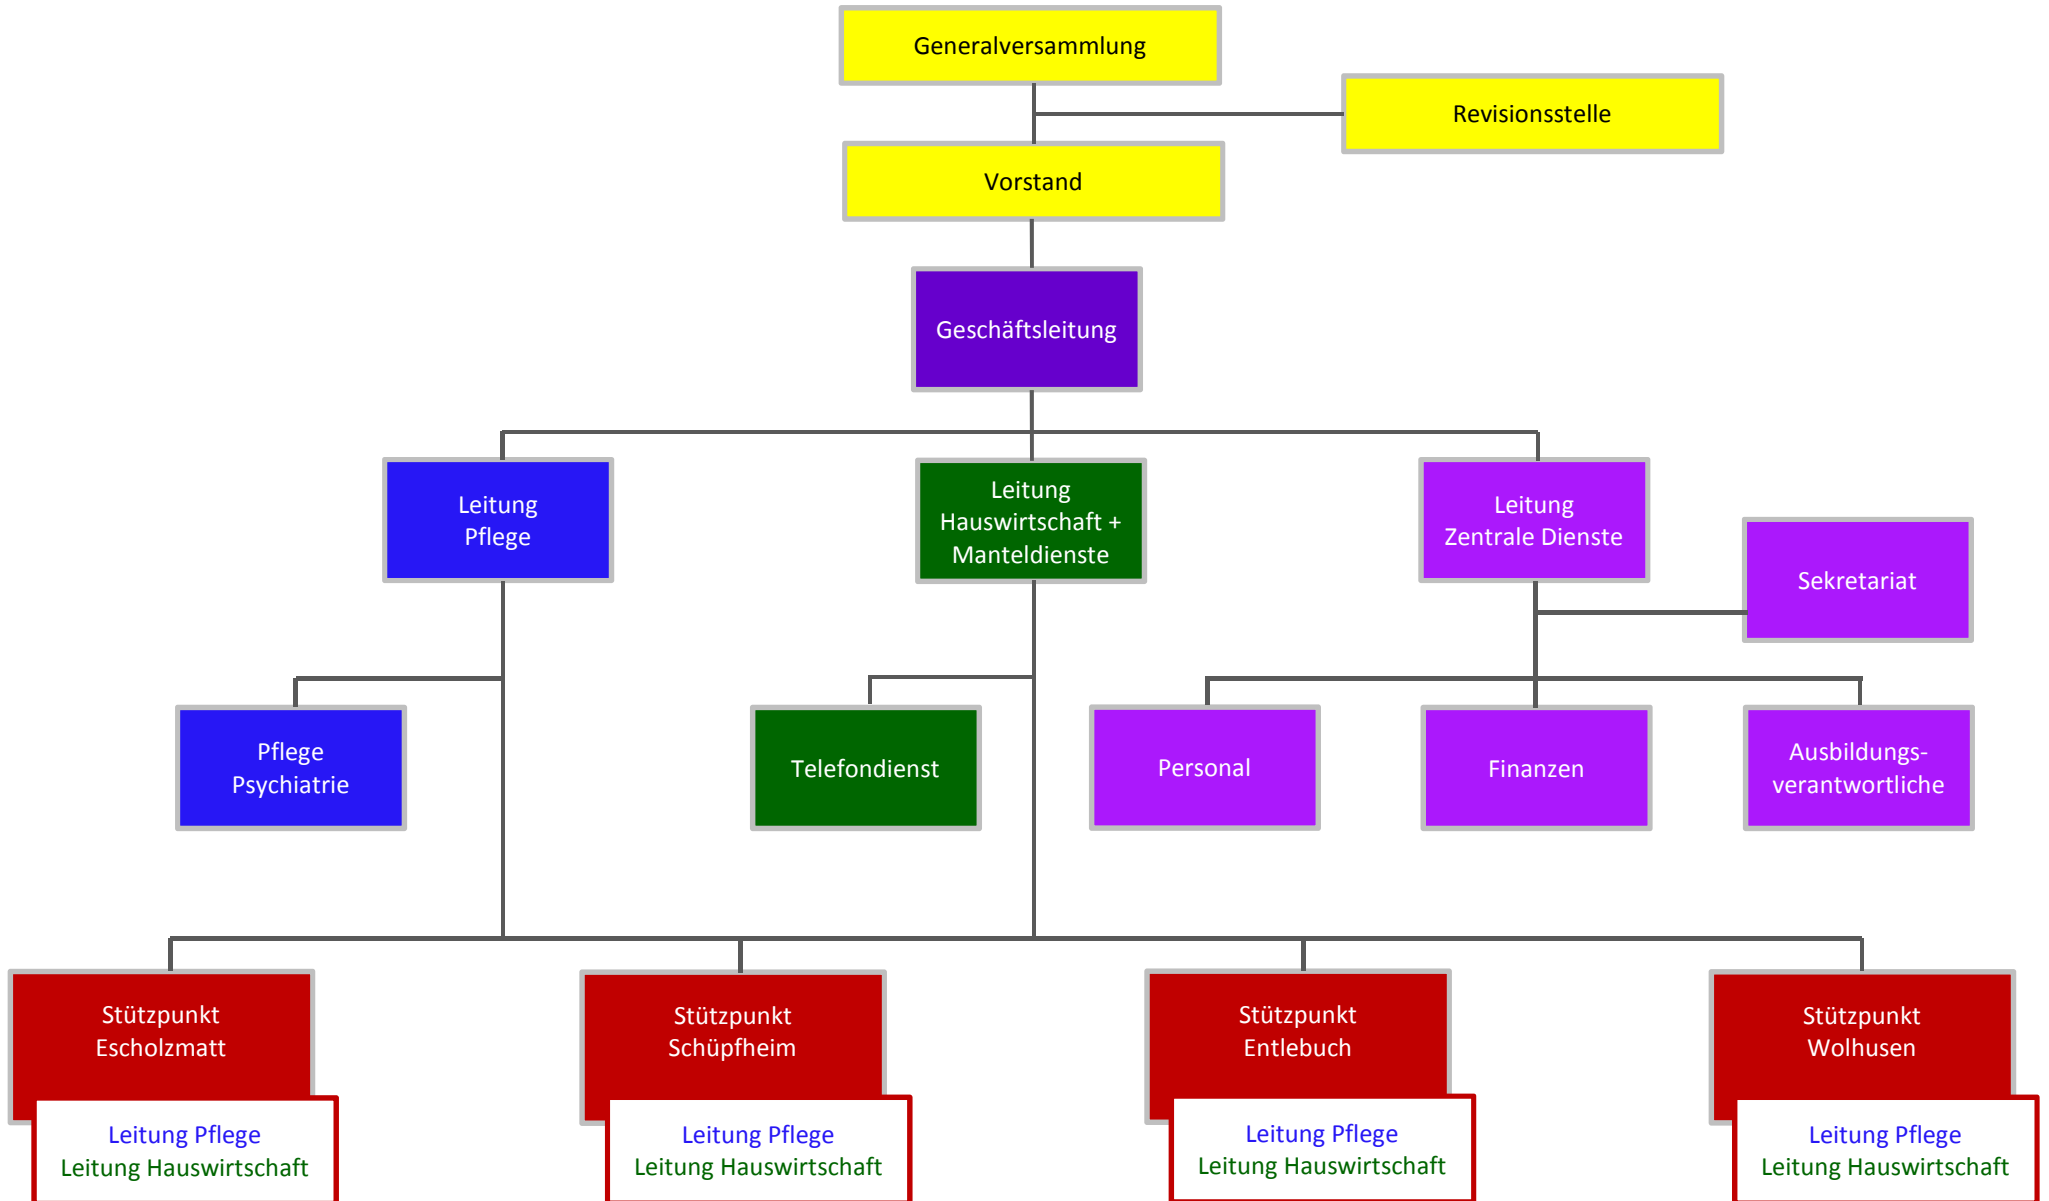 Generalversammlung
Revisionsstelle
Vorstand
Geschäftsleitung
Leitung
Pflege
Leitung
Hauswirtschaft +
Manteldienste
Leitung
Zentrale Dienste
Sekretariat
Pflege
Psychiatrie
Telefondienst
Personal
Finanzen
Ausbildungs-
verantwortliche
Stützpunkt
Escholzmatt
Leitung Pflege
Leitung Hauswirtschaft
Stützpunkt
Schüpfheim
Leitung Pflege
Leitung Hauswirtschaft
Stützpunkt
Entlebuch
Leitung Pflege
Leitung Hauswirtschaft
Stützpunkt
Wolhusen
Leitung Pflege
Leitung Hauswirtschaft